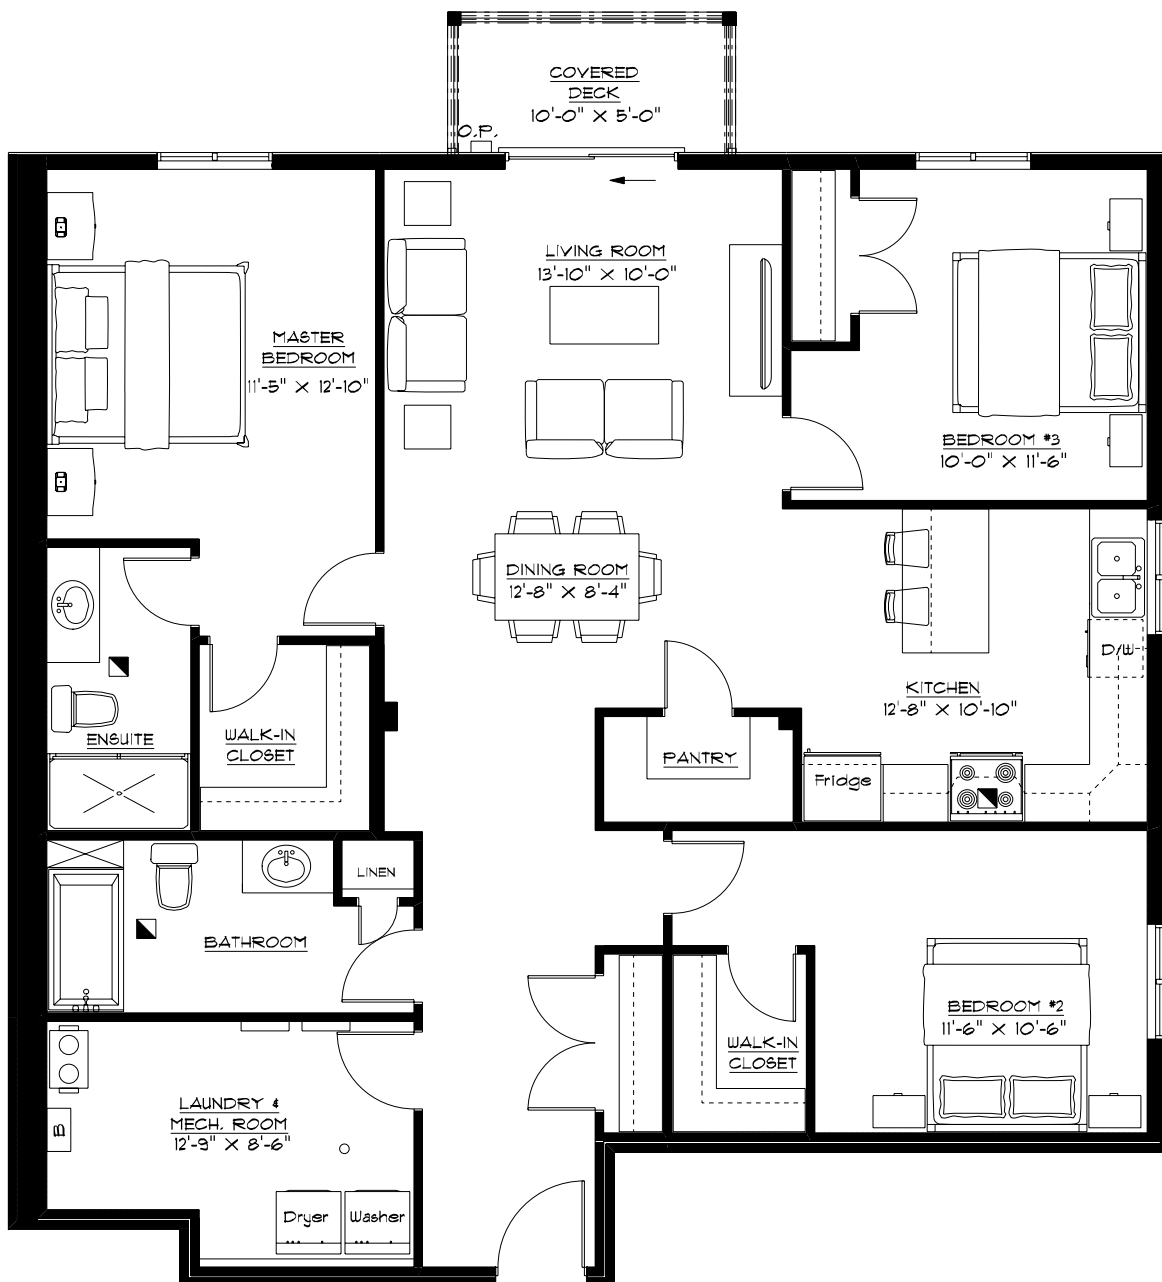 COVERED
DECK
10'-0" X 5'-0"
O.P.
LIVING ROOM
13'-10" X 10'-0"
MASTER
BEDROOM
11'-5" X 12'-10"
BEDROOM #3
10'-0" X 11'-6"
DINING ROOM
12'-8" X 8'-4"
D/W
KITCHEN
12'-8" X 10'-10"
ENSUITE
WALK-IN
CLOSET
PANTRY
Fridge
LINEN
BATHROOM
BEDROOM #2
11'-6" X 10'-6"
WALK-IN
CLOSET
LAUNDRY &
MECH. ROOM
12'-9" X 8'-6"
B
Dryer
Washer